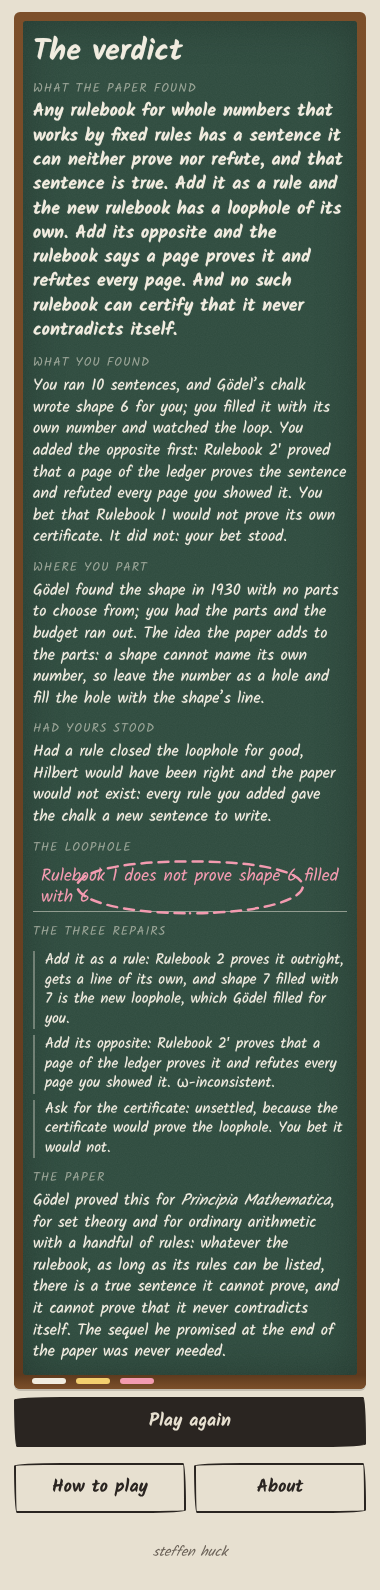 The verdict
WHAT THE PAPER FOUND
Any rulebook for whole numbers that
works by fixed rules has a sentence it
can neither prove nor refute, and that
sentence is true. Add it as a rule and
the new rulebook has a loophole of its
own. Add its opposite and the
rulebook says a page proves it and
refutes every page. And no such
rulebook can certify that it never
contradicts itself.
WHAT YOU FOUND
You ran 10 sentences, and Gödel's chalk
wrote shape 6 for you; you filled it with its
own number and watched the loop. You
added the opposite first: Rulebook 2' proved
that a page of the ledger proves the sentence
and refuted every page you showed it. You
bet that Rulebook 1 would not prove its own
certificate. It did not: your bet stood.
WHERE YOU PART
Gödel found the shape in 1930 with no parts
to choose from; you had the parts and the
budget ran out. The idea the paper adds to
the parts: a shape cannot name its own
number, so leave the number as a hole and
fill the hole with the shape's line.
HAD YOURS STOOD
Had a rule closed the loophole for good,
Hilbert would have been right and the paper
would not exist: every rule you added gave
the chalk a new sentence to write.
THE LOOPHOLE
Rulebook 1 does not prove shape 6 filled
with 6
THE THREE REPAIRS
Add it as a rule: Rulebook 2 proves it outright,
gets a line of its own, and shape 7 filled with
7 is the new loophole, which Gödel filled for
you.
Add its opposite: Rulebook 2' proves that a
page of the ledger proves it and refutes every
page you showed it. ω-inconsistent.
Ask for the certificate: unsettled, because the
certificate would prove the loophole. You bet it
would not.
THE PAPER
Gödel proved this for Principia Mathematica,
for set theory and for ordinary arithmetic
with a handful of rules: whatever the
rulebook, as long as its rules can be listed,
there is a true sentence it cannot prove, and
it cannot prove that it never contradicts
itself. The sequel he promised at the end of
the paper was never needed.
Play again
How to play
About
steffen huck